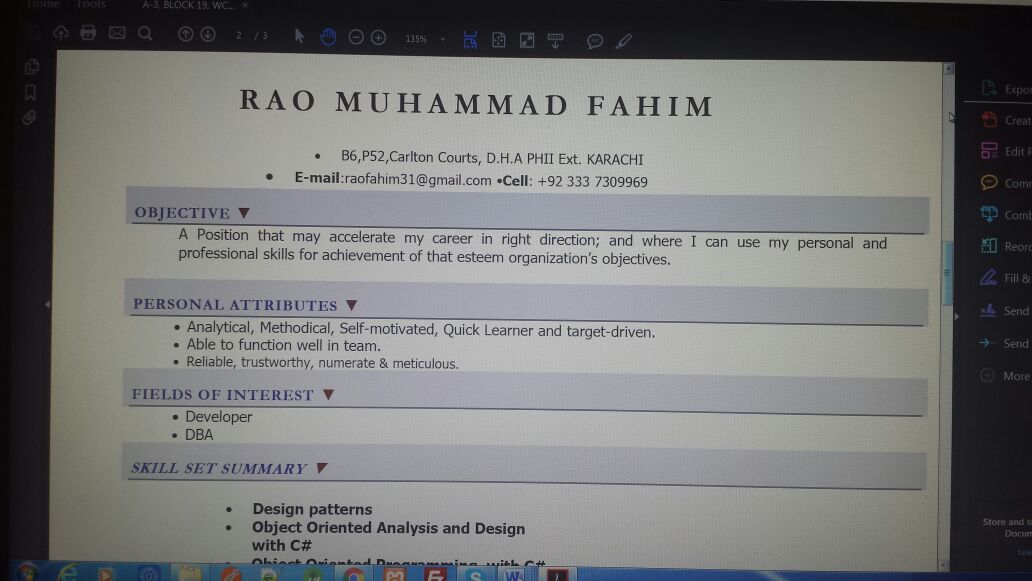 Home Tools A-3, BLOCK 19, WC... ×
2 / 3 135%
RAO MUHAMMAD FAHIM
• B6,P52,Carlton Courts, D.H.A PHII Ext. KARACHI
• E-mail:raofahim31@gmail.com •Cell: +92 333 7309969
OBJECTIVE ▼
A Position that may accelerate my career in right direction; and where I can use my personal and
professional skills for achievement of that esteem organization's objectives.
PERSONAL ATTRIBUTES ▼
• Analytical, Methodical, Self-motivated, Quick Learner and target-driven.
• Able to function well in team.
• Reliable, trustworthy, numerate & meticulous.
FIELDS OF INTEREST ▼
• Developer
• DBA
SKILL SET SUMMARY ▼
• Design patterns
• Object Oriented Analysis and Design
with C#
• Object Oriented Programming with C#
Expor
Creat
Edit P
Comm
Comb
Reorg
Fill &
Send
Send
More
Store and s
Docum